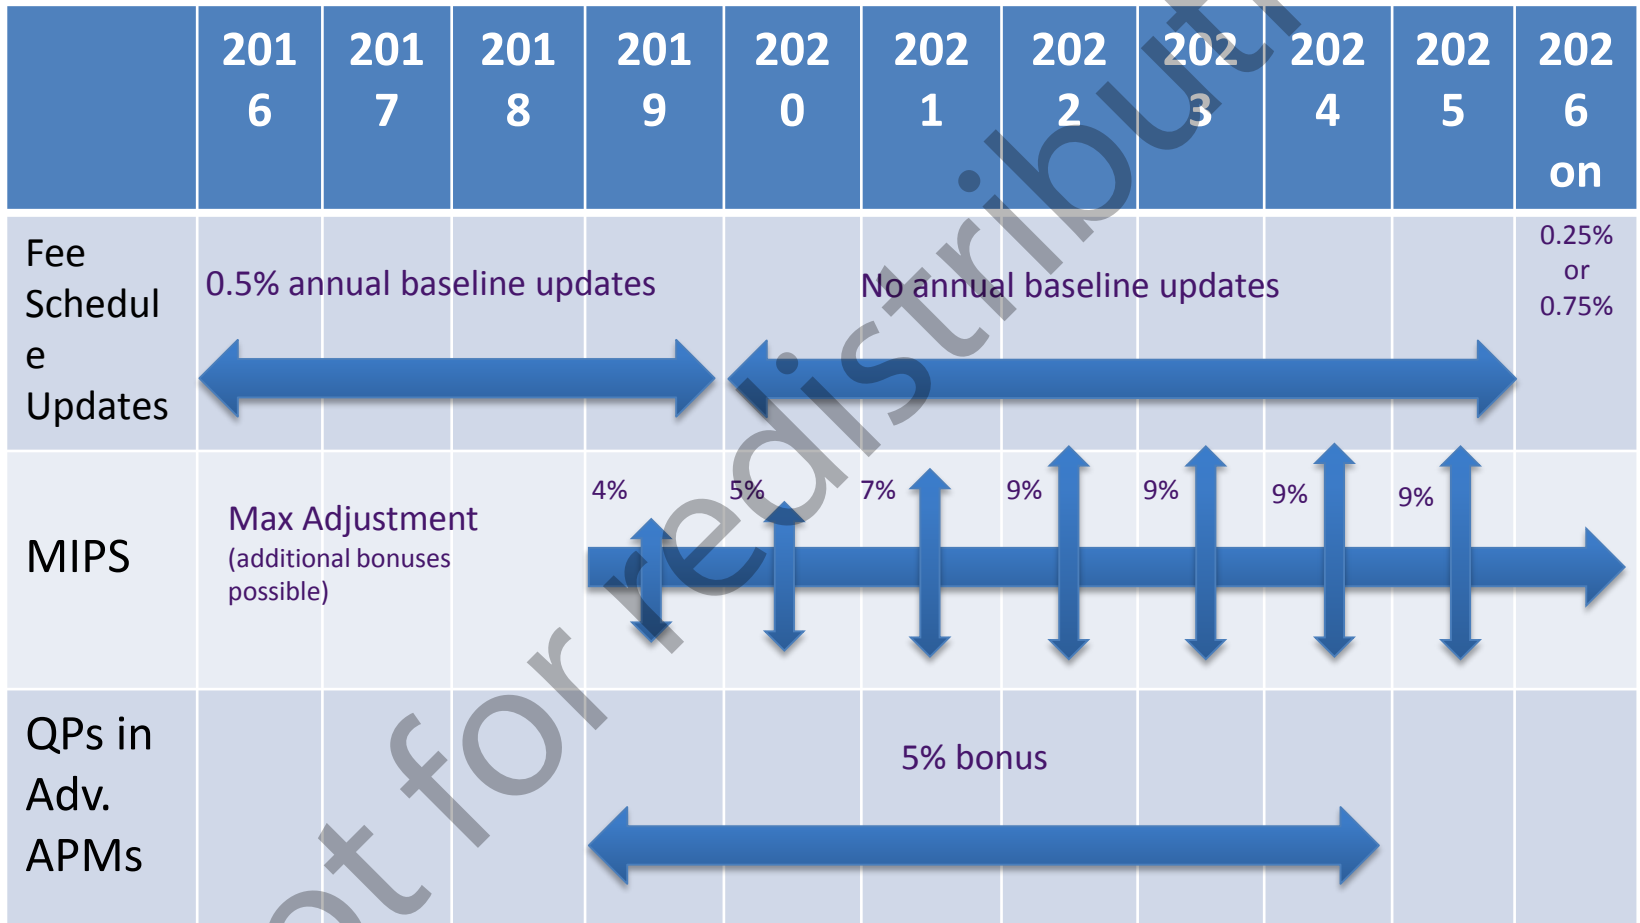 201 201 201 201 202 202 202 202 202 202 202
6 7 8 9 0 1 2 3 4 5 6
on
Fee
Schedul
e
Updates
0.5% annual baseline updates
No annual baseline updates
0.25%
or
0.75%
MIPS
Max Adjustment
(additional bonuses
possible)
4% 5% 7% 9% 9% 9% 9%
QPs in
Adv.
APMs
5% bonus
ot for redistributi